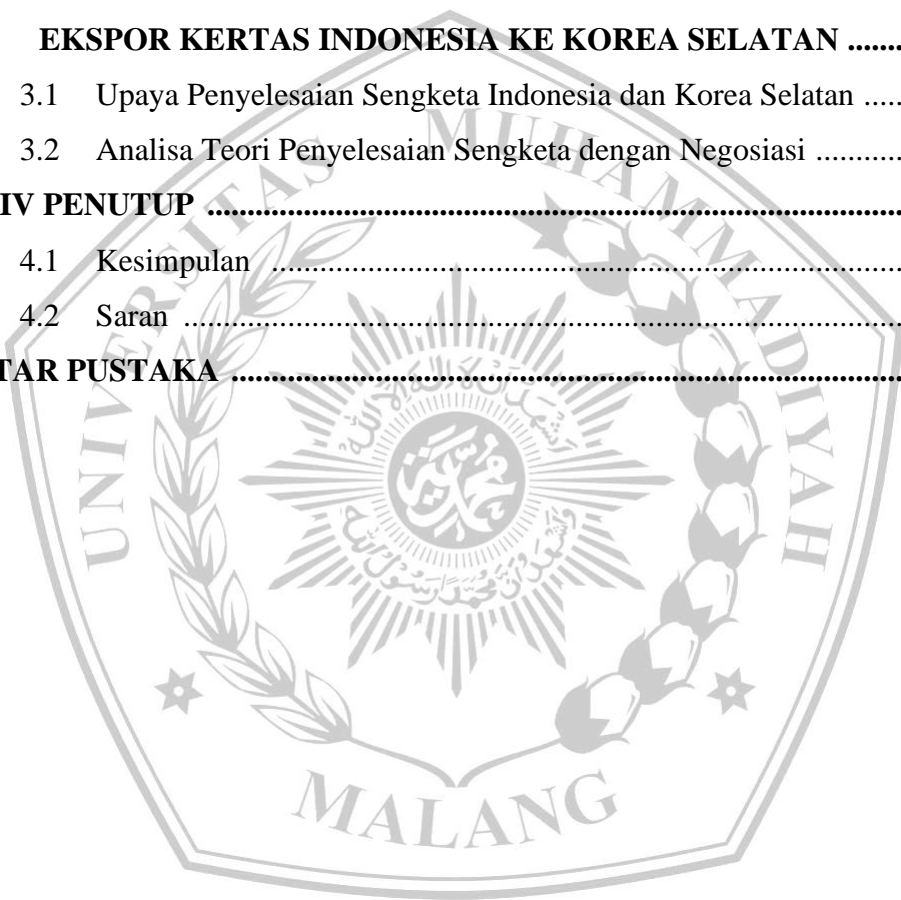 EKSPOR KERTAS INDONESIA KE KOREA SELATAN .......
3.1 Upaya Penyelesaian Sengketa Indonesia dan Korea Selatan .....
3.2 Analisa Teori Penyelesaian Sengketa dengan Negosiasi ...........
IV PENUTUP ..........................................................................................
4.1 Kesimpulan ..................................................................................
4.2 Saran ..............................................................................................
TAR PUSTAKA .......................................................................................
UNIVERSITAS MUHAMMADIYAH
MALANG